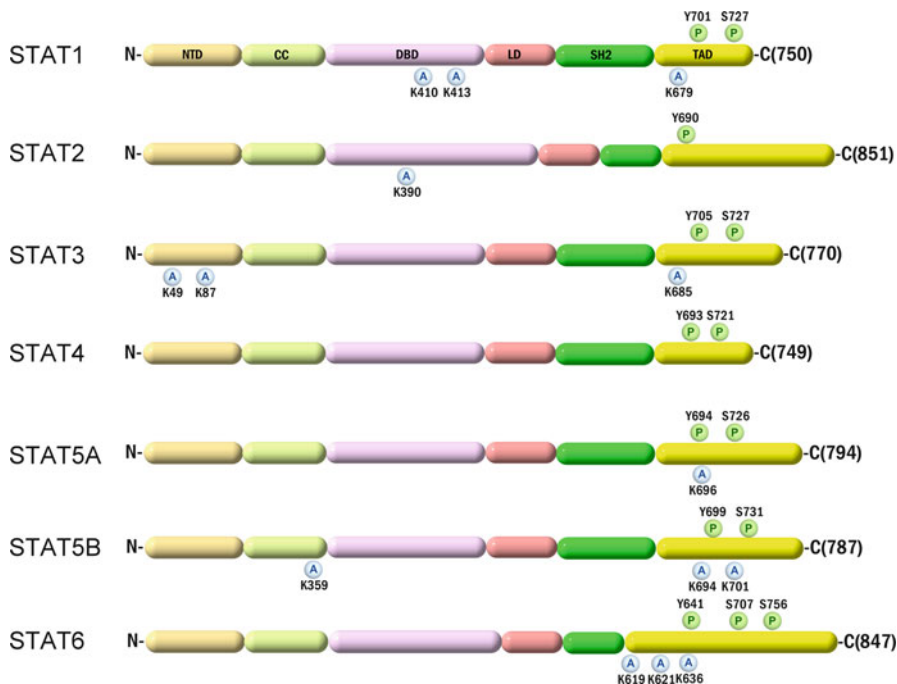 Y701 S727
P P
STAT1 N- NTD CC DBD LD SH2 TAD -C(750)
A A A
K410 K413 K679
Y690
P
STAT2 N- -C(851)
A
K390
Y705 S727
P P
STAT3 N- -C(770)
A A A
K49 K87 K685
Y693 S721
P P
STAT4 N- -C(749)
Y694 S726
P P
STAT5A N- -C(794)
A
K696
Y699 S731
P P
STAT5B N- -C(787)
A A A
K359 K694 K701
Y641 S707 S756
P P P
STAT6 N- -C(847)
A A A
K619 K621 K636